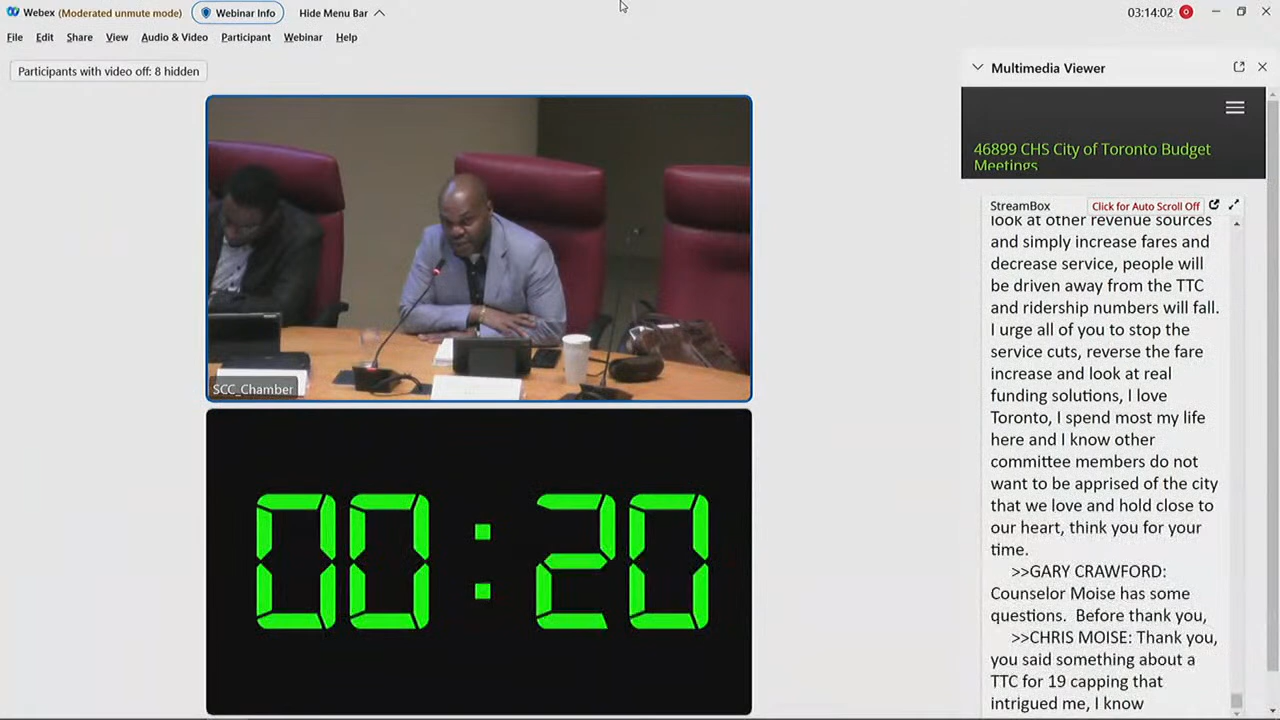 Webex (Moderated unmute mode) Webinar Info Hide Menu Bar 03:14:02
File Edit Share View Audio & Video Participant Webinar Help
Participants with video off: 8 hidden
Multimedia Viewer
46899 CHS City of Toronto Budget
Meetings
StreamBox Click for Auto Scroll Off
look at other revenue sources
and simply increase fares and
decrease service, people will
be driven away from the TTC
and ridership numbers will fall.
I urge all of you to stop the
service cuts, reverse the fare
increase and look at real
funding solutions, I love
Toronto, I spend most my life
here and I know other
committee members do not
want to be apprised of the city
that we love and hold close to
our heart, think you for your
time.
>>GARY CRAWFORD:
Counselor Moise has some
questions. Before thank you,
>>CHRIS MOISE: Thank you,
you said something about a
TTC for 19 capping that
intrigued me, I know
SCC_Chamber
00:20